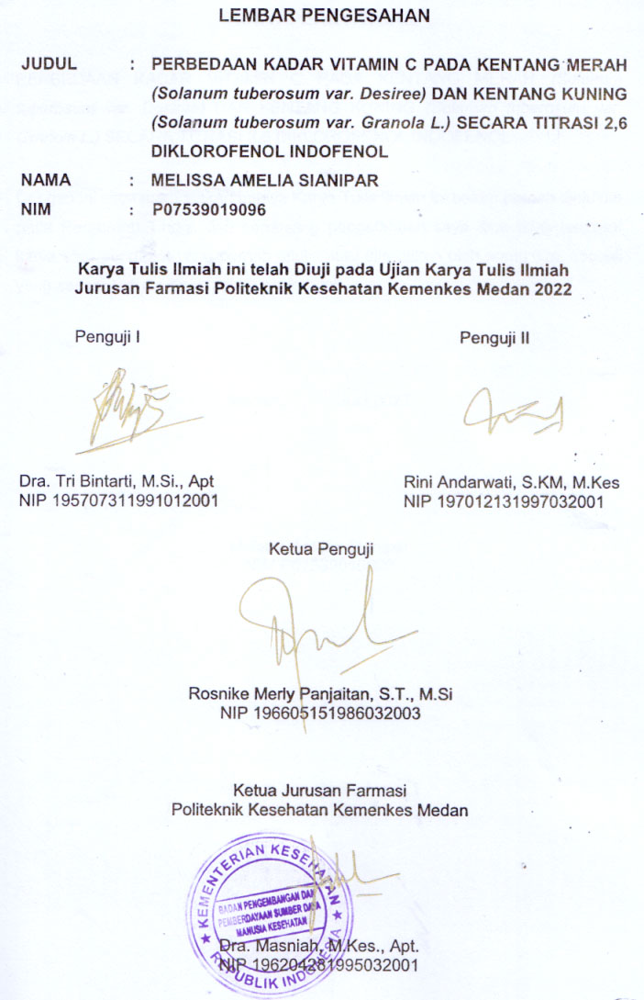 LEMBAR PENGESAHAN
JUDUL : PERBEDAAN KADAR VITAMIN C PADA KENTANG MERAH
(Solanum tuberosum var. Desiree) DAN KENTANG KUNING
(Solanum tuberosum var. Granola L.) SECARA TITRASI 2,6
DIKLOROFENOL INDOFENOL
NAMA : MELISSA AMELIA SIANIPAR
NIM : P07539019096
Karya Tulis Ilmiah ini telah Diuji pada Ujian Karya Tulis Ilmiah
Jurusan Farmasi Politeknik Kesehatan Kemenkes Medan 2022
Penguji I Penguji II
Dra. Tri Bintarti, M.Si., Apt Rini Andarwati, S.KM, M.Kes
NIP 195707311991012001 NIP 197012131997032001
Ketua Penguji
Rosnike Merly Panjaitan, S.T., M.Si
NIP 196605151986032003
Ketua Jurusan Farmasi
Politeknik Kesehatan Kemenkes Medan
KEMENTERIAN KESEHATAN
BADAN PENGEMBANGAN DAN
PEMBERDAYAAN SUMBER DAYA
MANUSIA KESEHATAN
REPUBLIK INDONESIA
Dra. Masniah, M.Kes., Apt.
NIP 196204281995032001